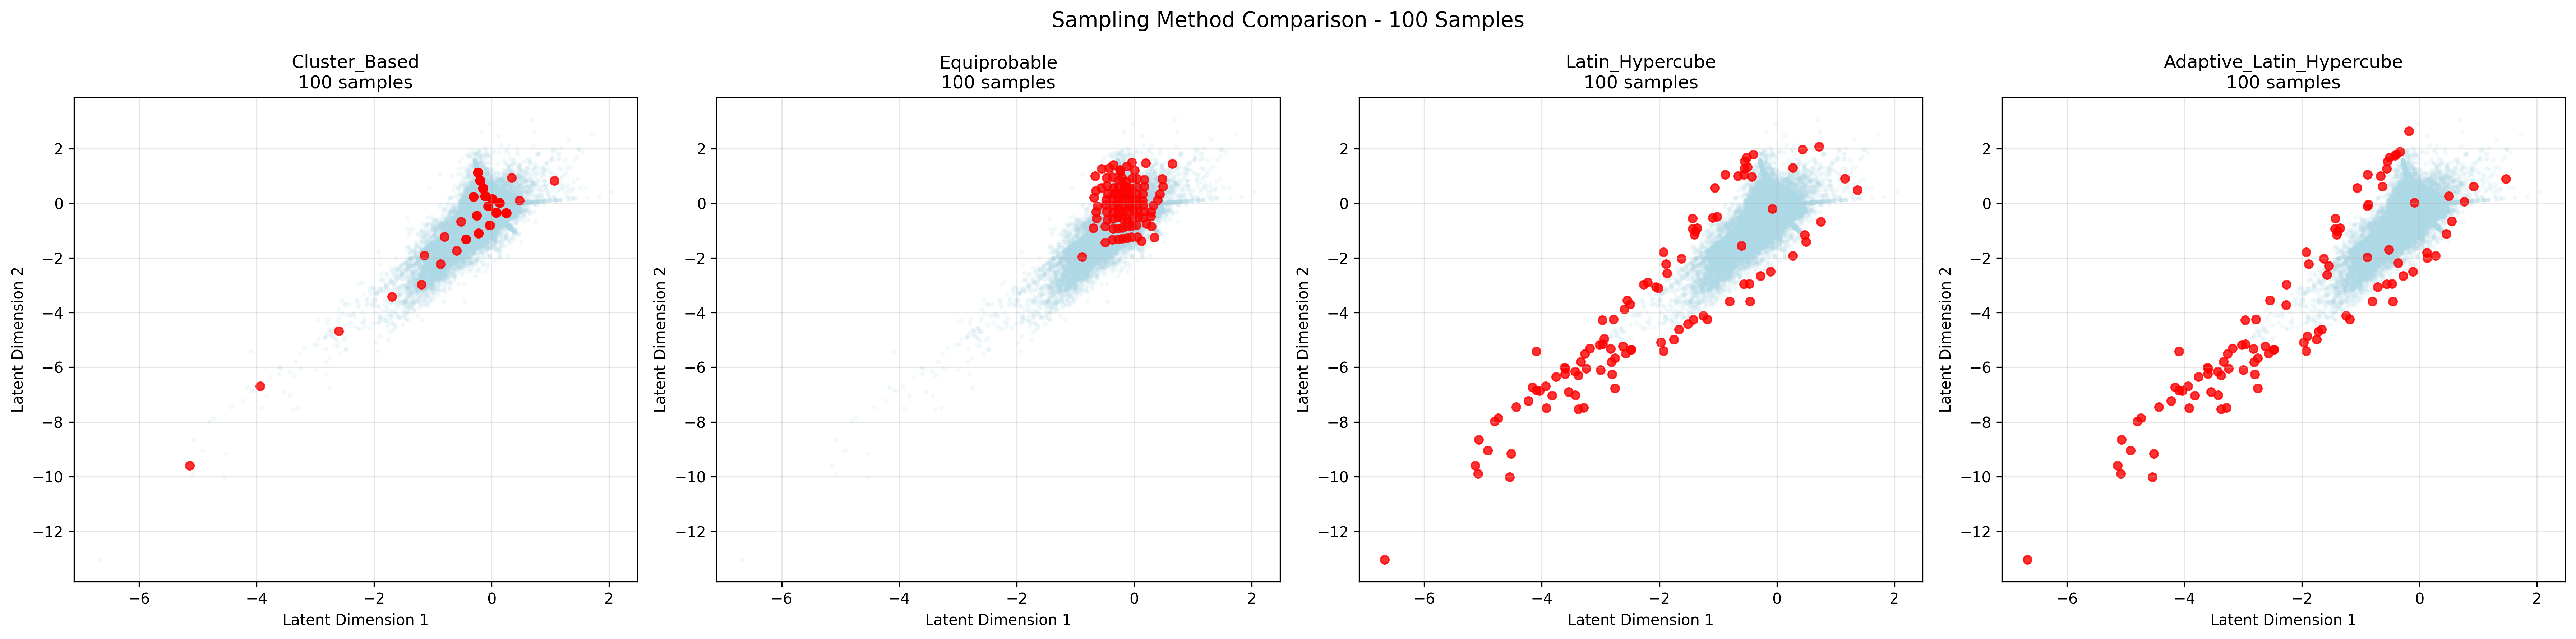 Sampling Method Comparison - 100 Samples
Cluster_Based
100 samples
2
0
−2
−4
−6
−8
−10
−12
Latent Dimension 2
−6 −4 −2 0 2
Latent Dimension 1
Equiprobable
100 samples
2
0
−2
−4
−6
−8
−10
−12
Latent Dimension 2
−6 −4 −2 0 2
Latent Dimension 1
Latin_Hypercube
100 samples
2
0
−2
−4
−6
−8
−10
−12
Latent Dimension 2
−6 −4 −2 0 2
Latent Dimension 1
Adaptive_Latin_Hypercube
100 samples
2
0
−2
−4
−6
−8
−10
−12
Latent Dimension 2
−6 −4 −2 0 2
Latent Dimension 1